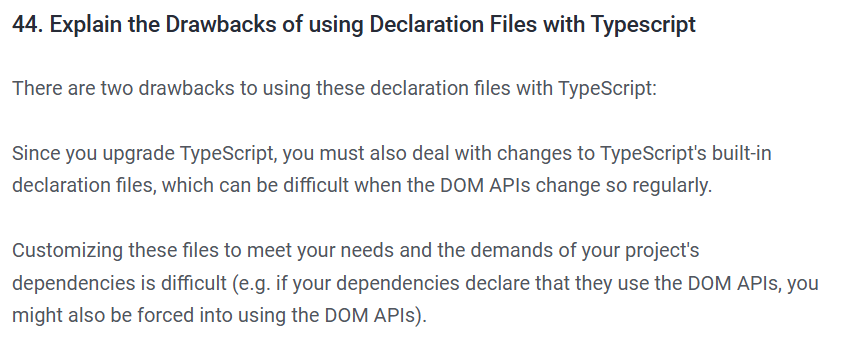 44. Explain the Drawbacks of using Declaration Files with Typescript
There are two drawbacks to using these declaration files with TypeScript:
Since you upgrade TypeScript, you must also deal with changes to TypeScript's built-in
declaration files, which can be difficult when the DOM APIs change so regularly.
Customizing these files to meet your needs and the demands of your project's
dependencies is difficult (e.g. if your dependencies declare that they use the DOM APIs, you
might also be forced into using the DOM APIs).